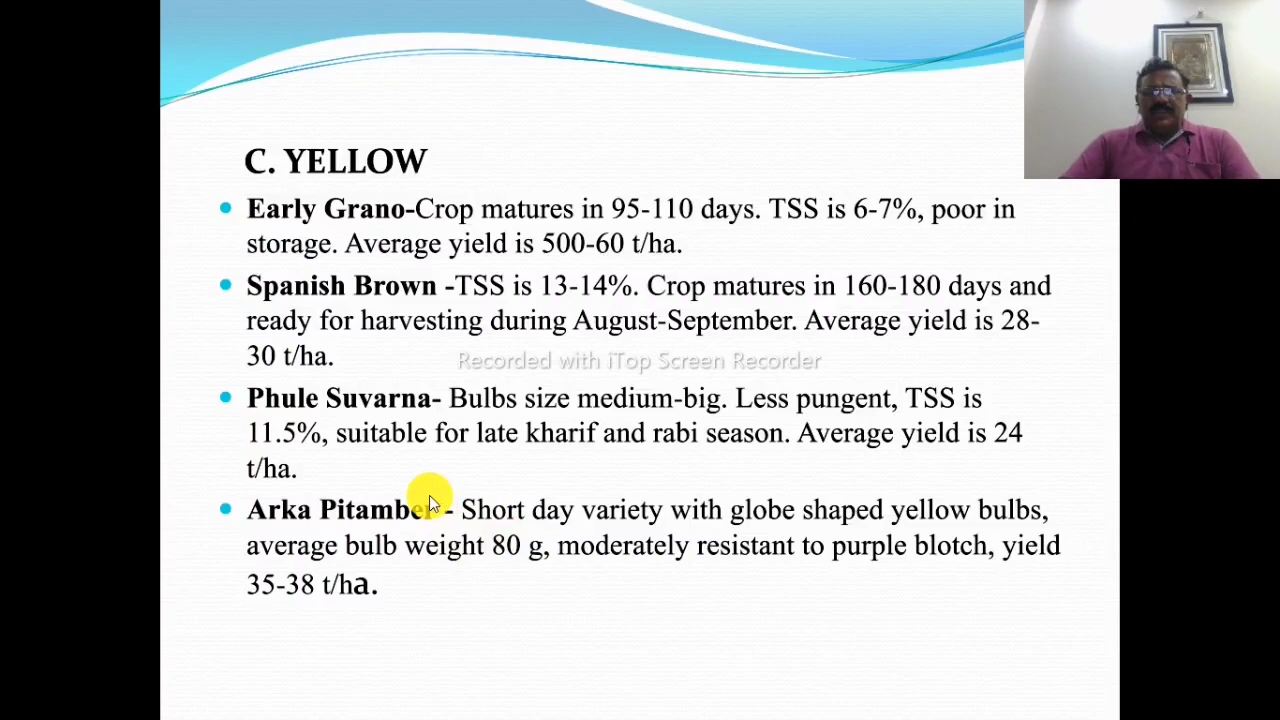 C. YELLOW
Early Grano-Crop matures in 95-110 days. TSS is 6-7%, poor in
storage. Average yield is 500-60 t/ha.
Spanish Brown -TSS is 13-14%. Crop matures in 160-180 days and
ready for harvesting during August-September. Average yield is 28-
30 t/ha.
Recorded with iTop Screen Recorder
Phule Suvarna- Bulbs size medium-big. Less pungent, TSS is
11.5%, suitable for late kharif and rabi season. Average yield is 24
t/ha.
Arka Pitamber - Short day variety with globe shaped yellow bulbs,
average bulb weight 80 g, moderately resistant to purple blotch, yield
35-38 t/ha.